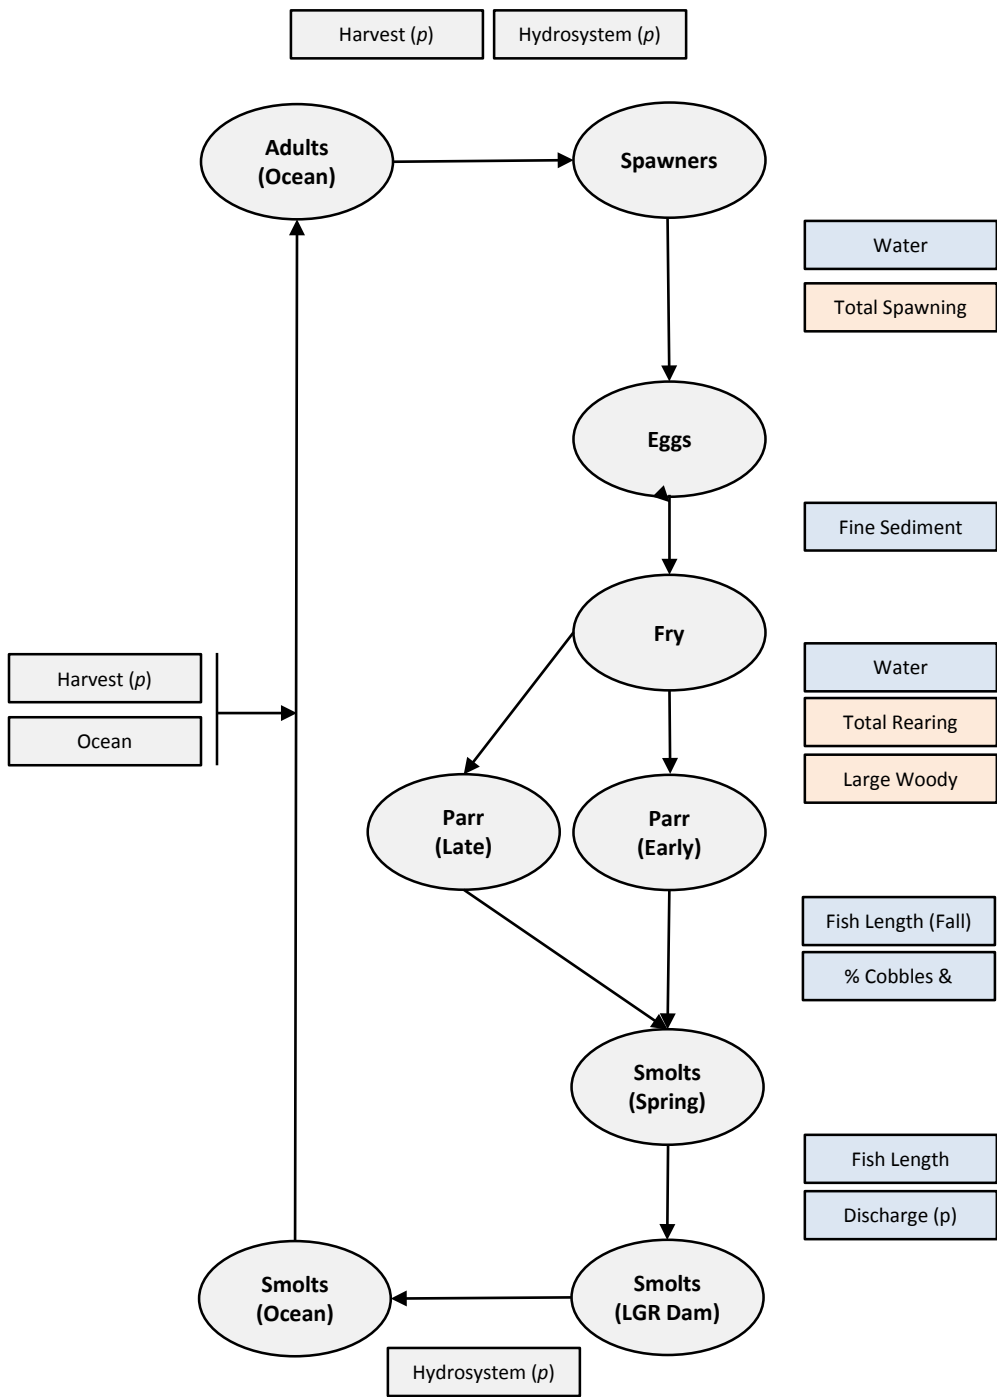 Harvest (p)
Hydrosystem (p)
Adults
(Ocean)
Spawners
Water
Total Spawning
Eggs
Fine Sediment
Fry
Harvest (p)
Ocean
Water
Total Rearing
Large Woody
Parr
(Late)
Parr
(Early)
Fish Length (Fall)
% Cobbles &
Smolts
(Spring)
Fish Length
Discharge (p)
Smolts
(Ocean)
Smolts
(LGR Dam)
Hydrosystem (p)